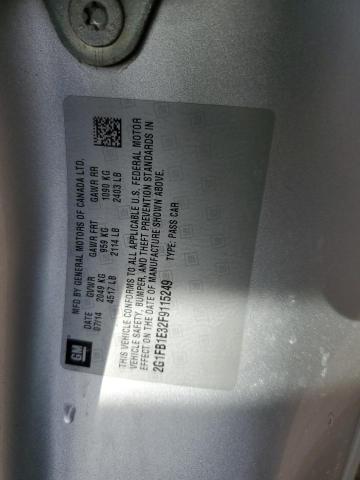 GM
MFD BY GENERAL MOTORS OF CANADA LTD.
DATE GVWR GAWR FRT GAWR RR
07/14 2049 KG 959 KG 1090 KG
4517 LB 2114 LB 2403 LB
THIS VEHICLE CONFORMS TO ALL APPLICABLE U.S. FEDERAL MOTOR
VEHICLE SAFETY, BUMPER, AND THEFT PREVENTION STANDARDS IN
EFFECT ON THE DATE OF MANUFACTURE SHOWN ABOVE.
2G1FB1E32F9115249 TYPE: PASS CAR